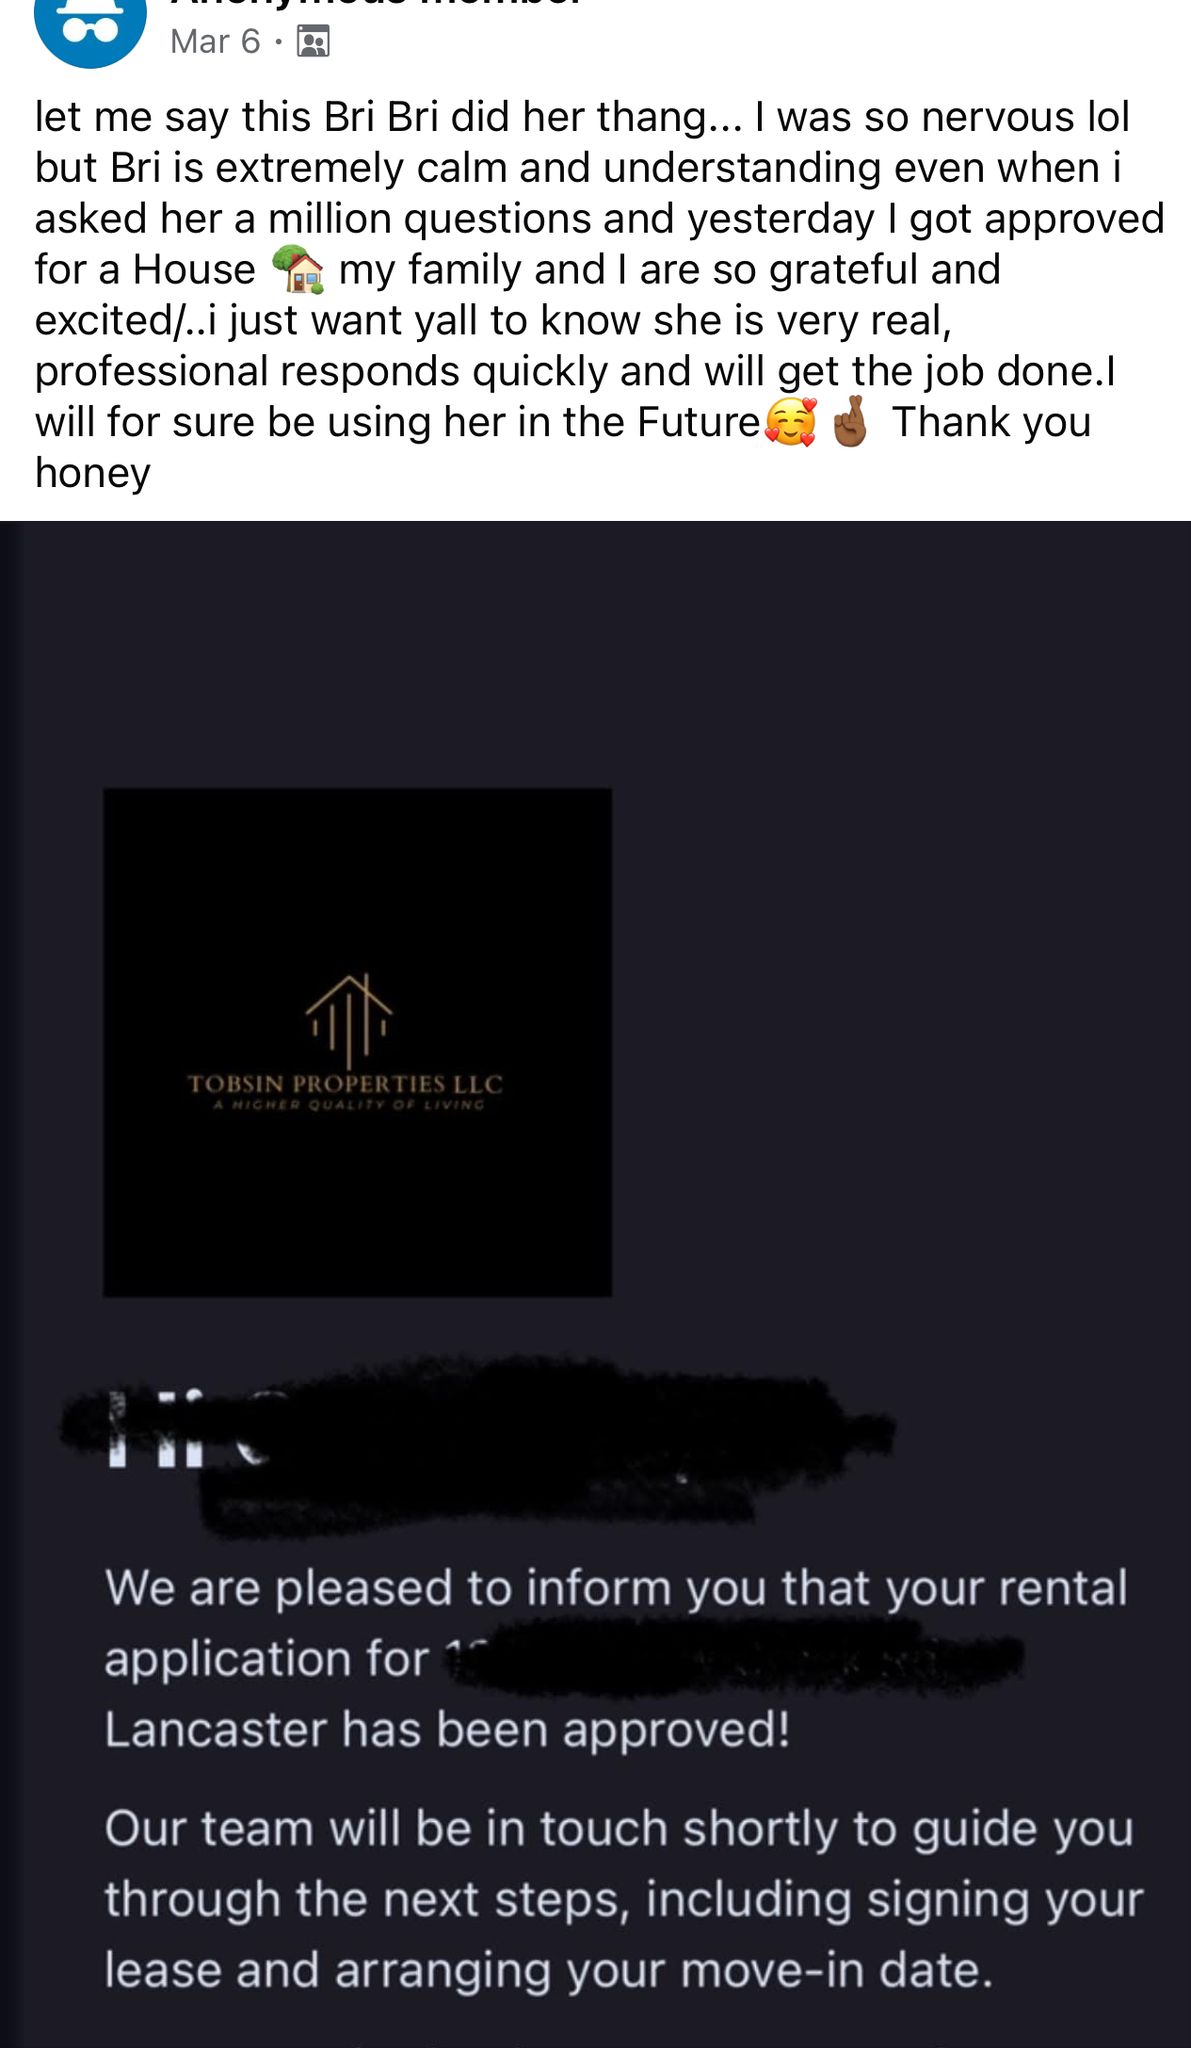 Anonymous member
Mar 6 ·
let me say this Bri Bri did her thang... I was so nervous lol
but Bri is extremely calm and understanding even when i
asked her a million questions and yesterday I got approved
for a House 🏡 my family and I are so grateful and
excited/..i just want yall to know she is very real,
professional responds quickly and will get the job done.I
will for sure be using her in the Future🥰🤞🏾 Thank you
honey
TOBSIN PROPERTIES LLC
A HIGHER QUALITY OF LIVING
Hi
We are pleased to inform you that your rental
application for
Lancaster has been approved!
Our team will be in touch shortly to guide you
through the next steps, including signing your
lease and arranging your move-in date.